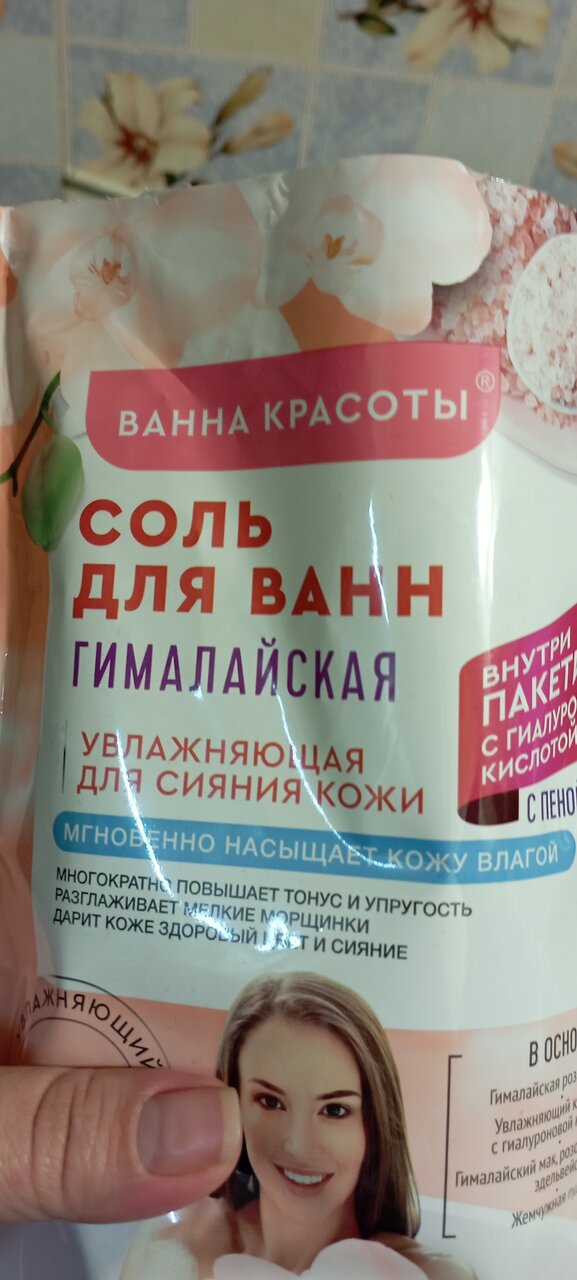 ВАННА КРАСОТЫ®
СОЛЬ
ДЛЯ ВАНН
ГИМАЛАЙСКАЯ
УВЛАЖНЯЮЩАЯ
ДЛЯ СИЯНИЯ КОЖИ
МГНОВЕННО НАСЫЩАЕТ КОЖУ ВЛАГОЙ
МНОГОКРАТНО ПОВЫШАЕТ ТОНУС И УПРУГОСТЬ
РАЗГЛАЖИВАЕТ МЕЛКИЕ МОРЩИНКИ
ДАРИТ КОЖЕ ЗДОРОВЫЙ ЦВЕТ И СИЯНИЕ
ВНУТРИ
ПАКЕТ
С ГИАЛУРО
КИСЛОТОЙ
С ПЕНО
УВЛАЖНЯЮЩИЙ
В ОСНО
Гималайская роз
Увлажняющий к
с гиалуроновой
Гималайский мак, роз
эдельвей
Жемчужная